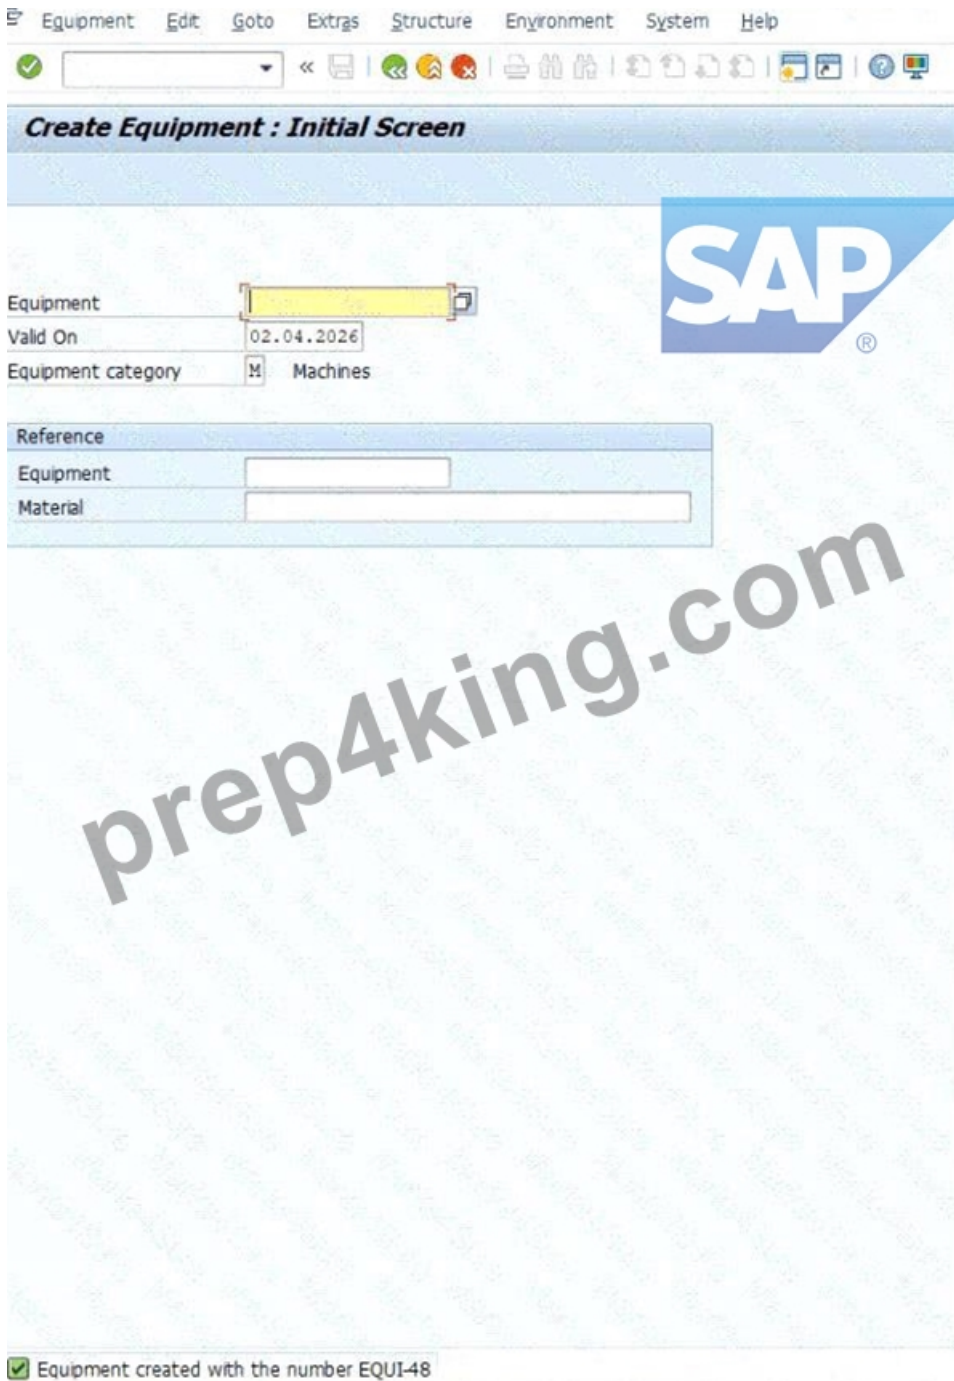 Equipment Edit Goto Extras Structure Environment System Help
Create Equipment : Initial Screen
SAP ®
Equipment
Valid On 02.04.2026
Equipment category M Machines
Reference
Equipment
Material
prep4king.com
Equipment created with the number EQUI-48